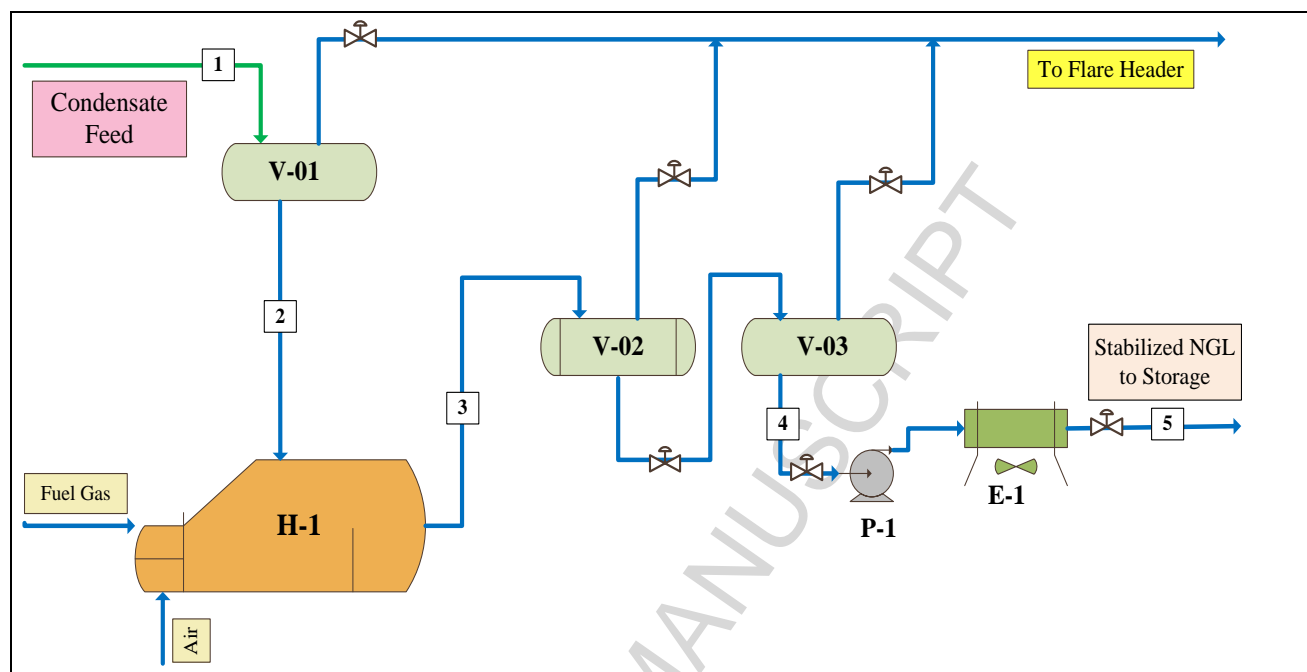 1
To Flare Header
Condensate
Feed
V-01
2
V-02
V-03
Stabilized NGL
to Storage
3
4
5
Fuel Gas
H-1
E-1
P-1
Air
MANUSCRIPT